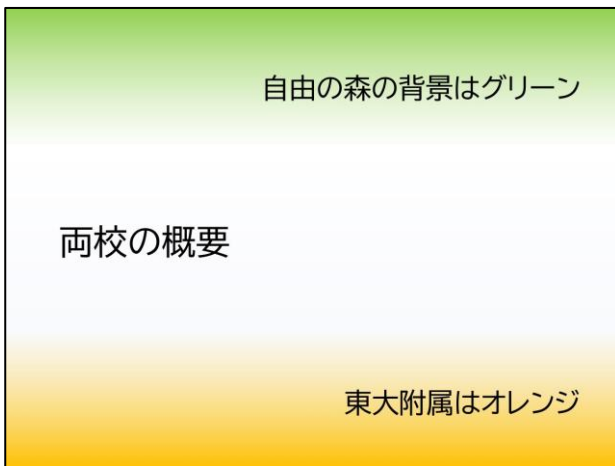 自由の森の背景はグリーン
両校の概要
東大附属はオレンジ